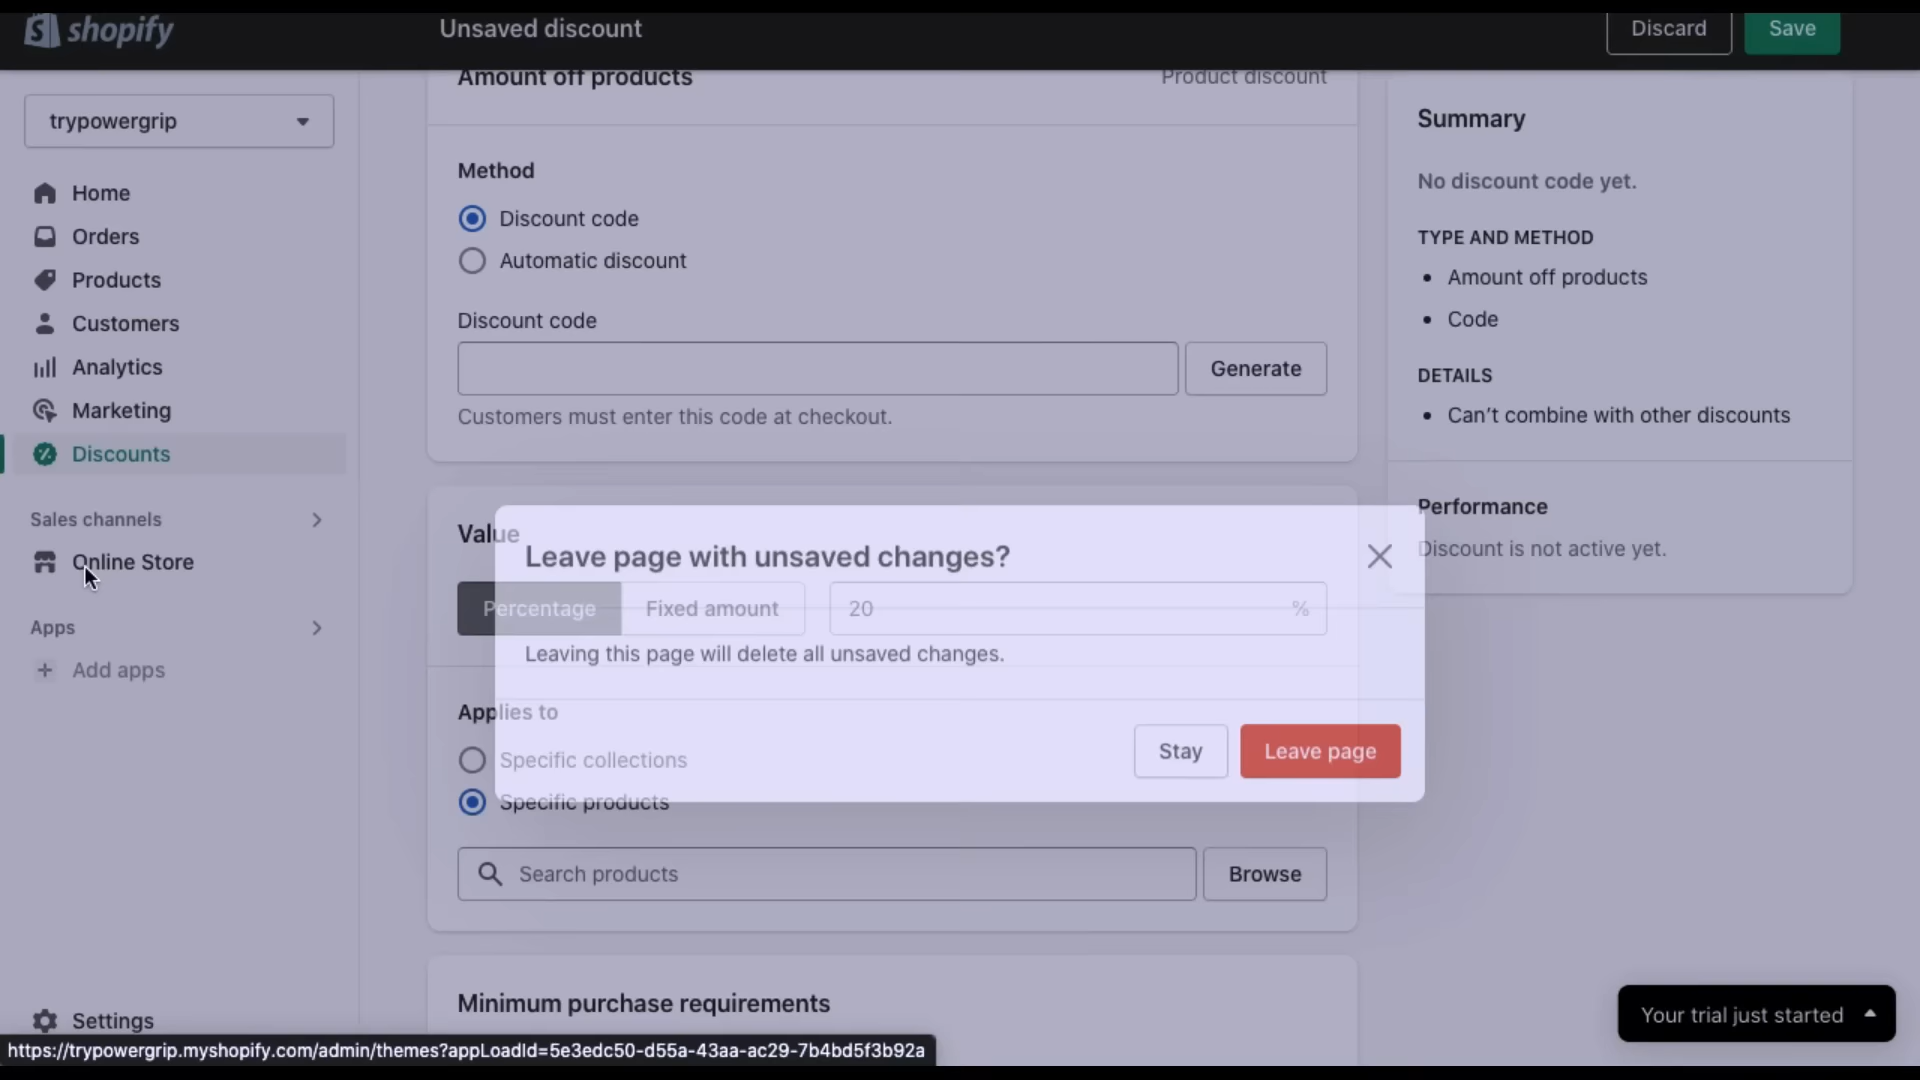 shopify
Unsaved discount
Discard
Save
trypowergrip
Home
Orders
Products
Customers
Analytics
Marketing
Discounts
Sales channels
Online Store
Apps
Add apps
Settings
Amount off products
Product discount
Method
Discount code
Automatic discount
Discount code
Generate
Customers must enter this code at checkout.
Value
Percentage
Fixed amount
20
%
Applies to
Specific collections
Specific products
Search products
Browse
Minimum purchase requirements
Leave page with unsaved changes?
Leaving this page will delete all unsaved changes.
Stay
Leave page
Summary
No discount code yet.
TYPE AND METHOD
• Amount off products
• Code
DETAILS
• Can't combine with other discounts
Performance
Discount is not active yet.
Your trial just started
https://trypowergrip.myshopify.com/admin/themes?appLoadId=5e3edc50-d55a-43aa-ac29-7b4bd5f3b92a